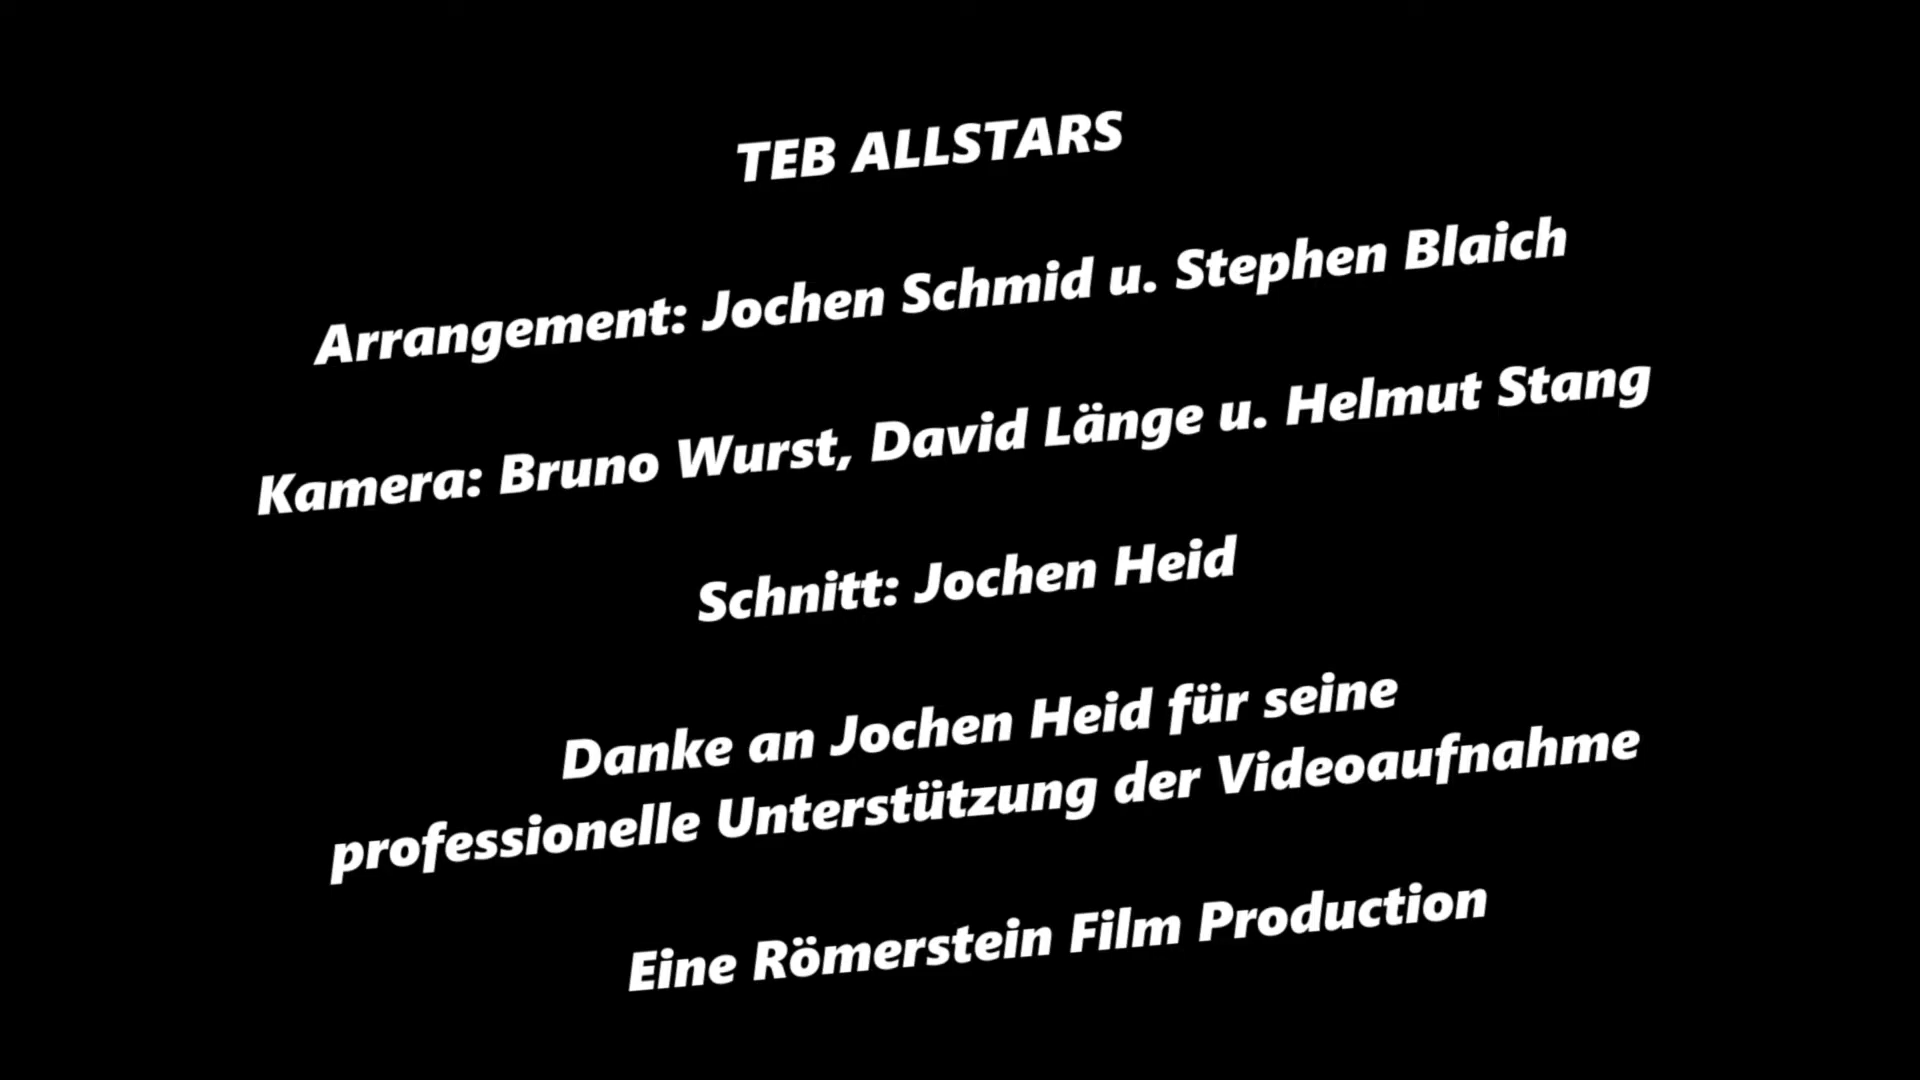 TEB ALLSTARS
Arrangement: Jochen Schmid u. Stephen Blaich
Kamera: Bruno Wurst, David Länge u. Helmut Stang
Schnitt: Jochen Heid
Danke an Jochen Heid für seine
professionelle Unterstützung der Videoaufnahme
Eine Römerstein Film Production